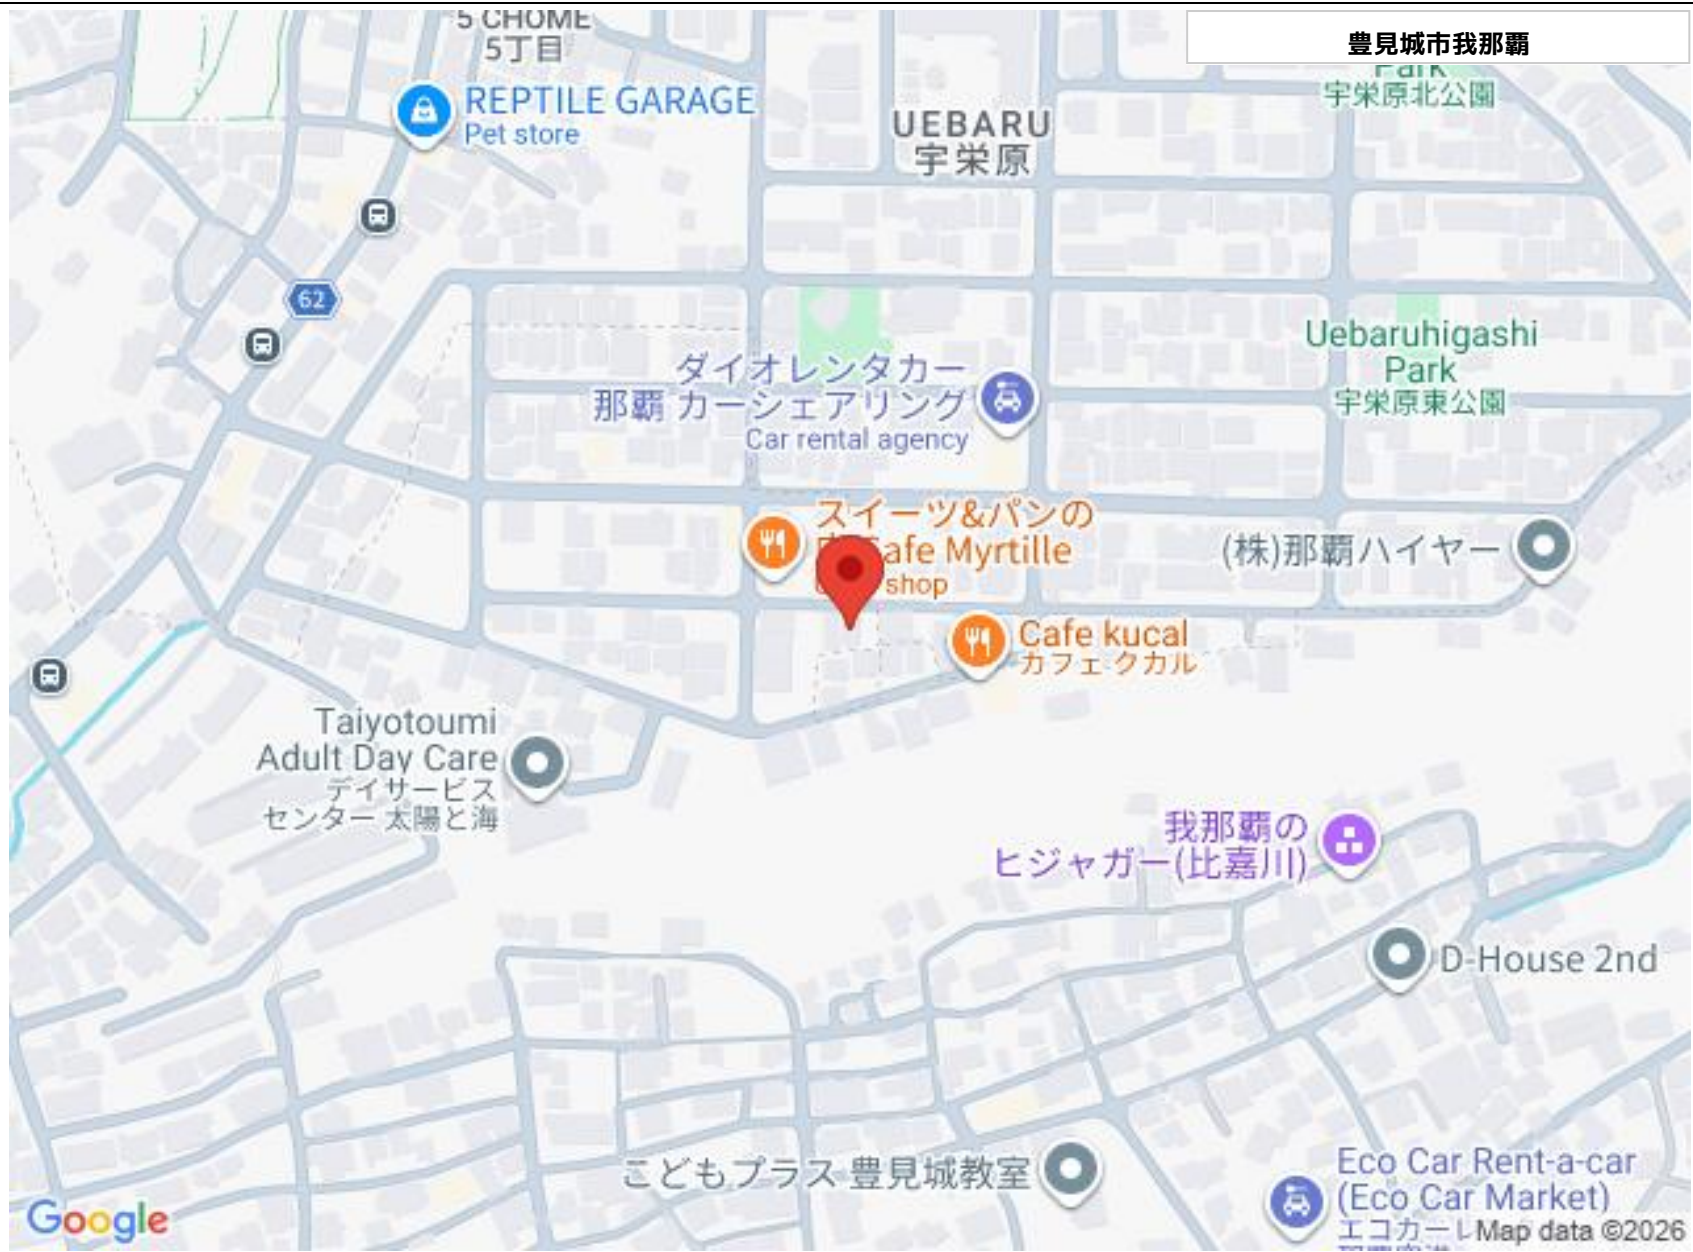 豊見城市我那覇
5 CHOME
5丁目
REPTILE GARAGE
Pet store
UEBARU
宇栄原
Park
宇栄原北公園
62
ダイオレンタカー
那覇 カーシェアリング
Car rental agency
Uebaruhigashi
Park
宇栄原東公園
スイーツ&パンの
Cafe Myrtille
shop
(株)那覇ハイヤー
Cafe kucal
カフェ クカル
Taiyotoumi
Adult Day Care
デイサービス
センター 太陽と海
我那覇の
ヒジャガー(比嘉川)
D-House 2nd
こどもプラス 豊見城教室
Eco Car Rent-a-car
(Eco Car Market)
エコカーレ
Google
Map data ©2026